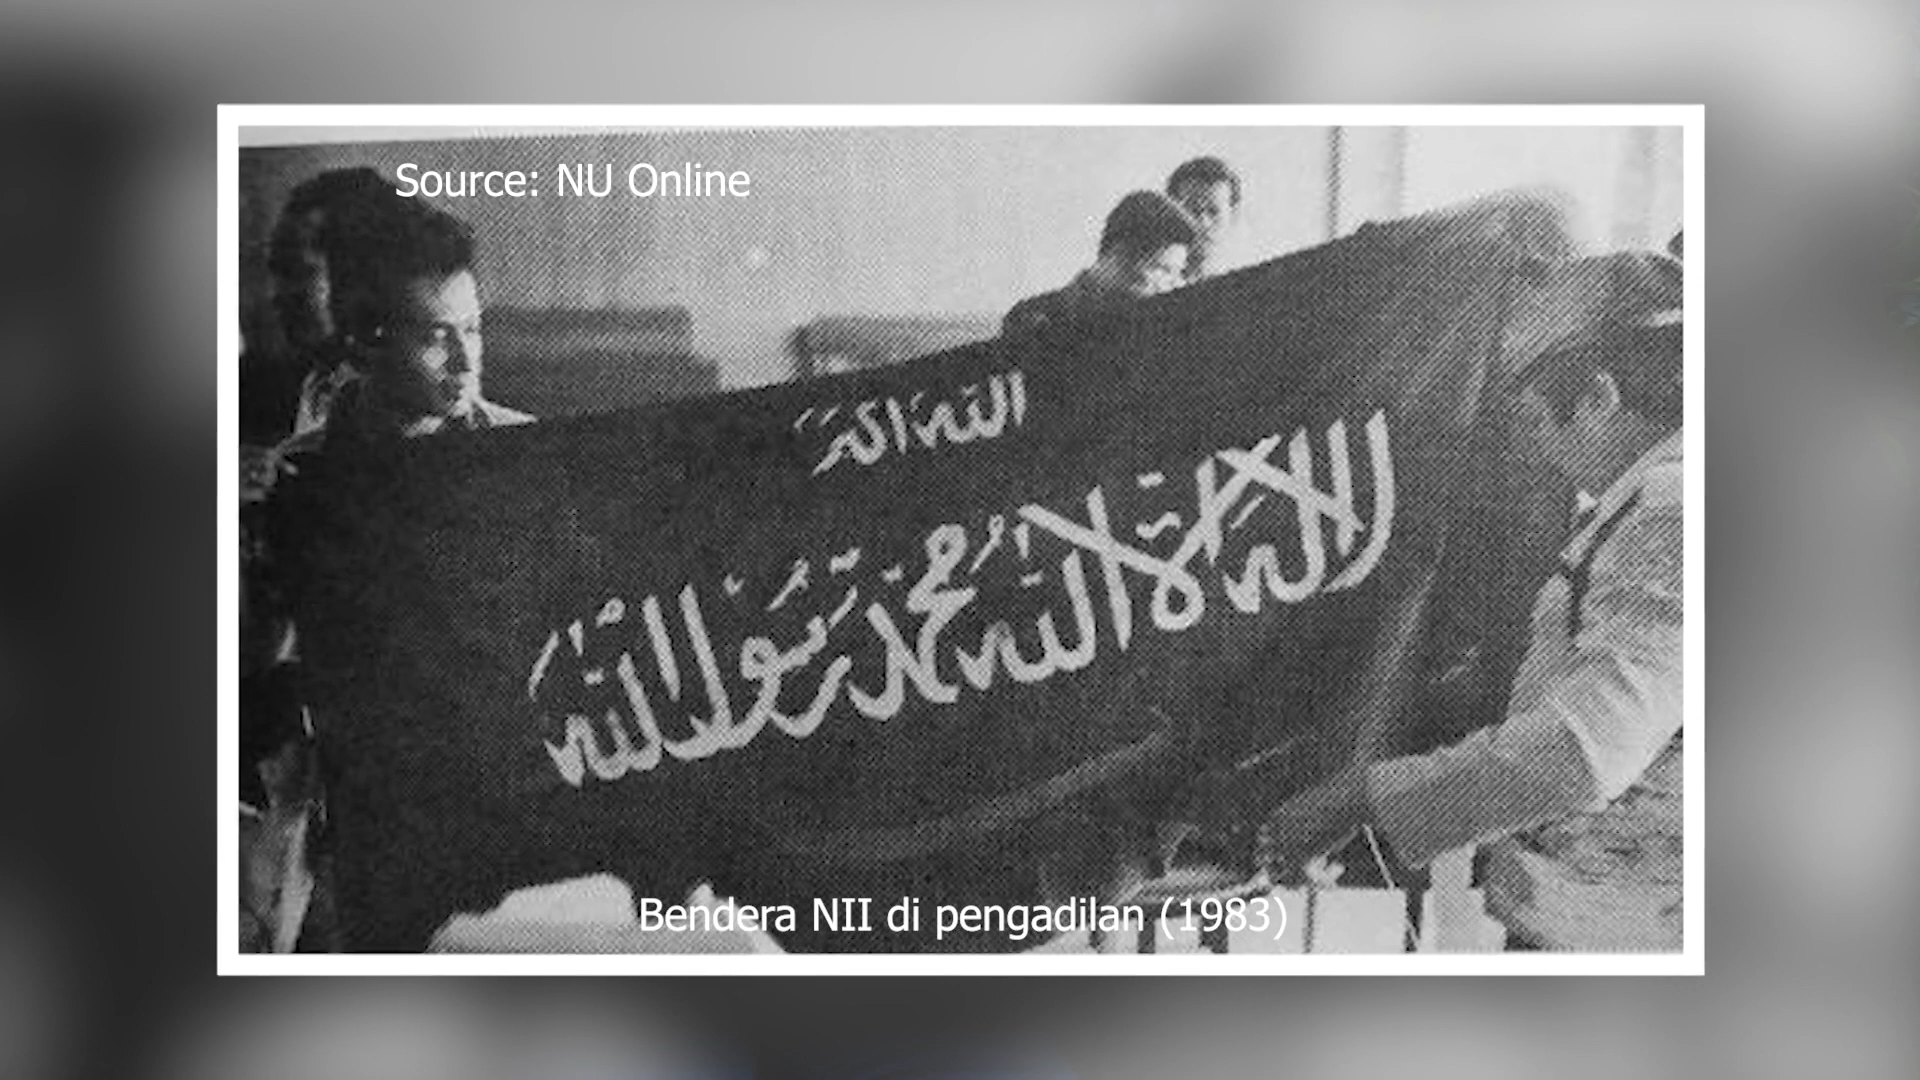 Source: NU Online
الله اكبر
لا اله الا الله محمد رسول الله
Bendera NII di pengadilan (1983)